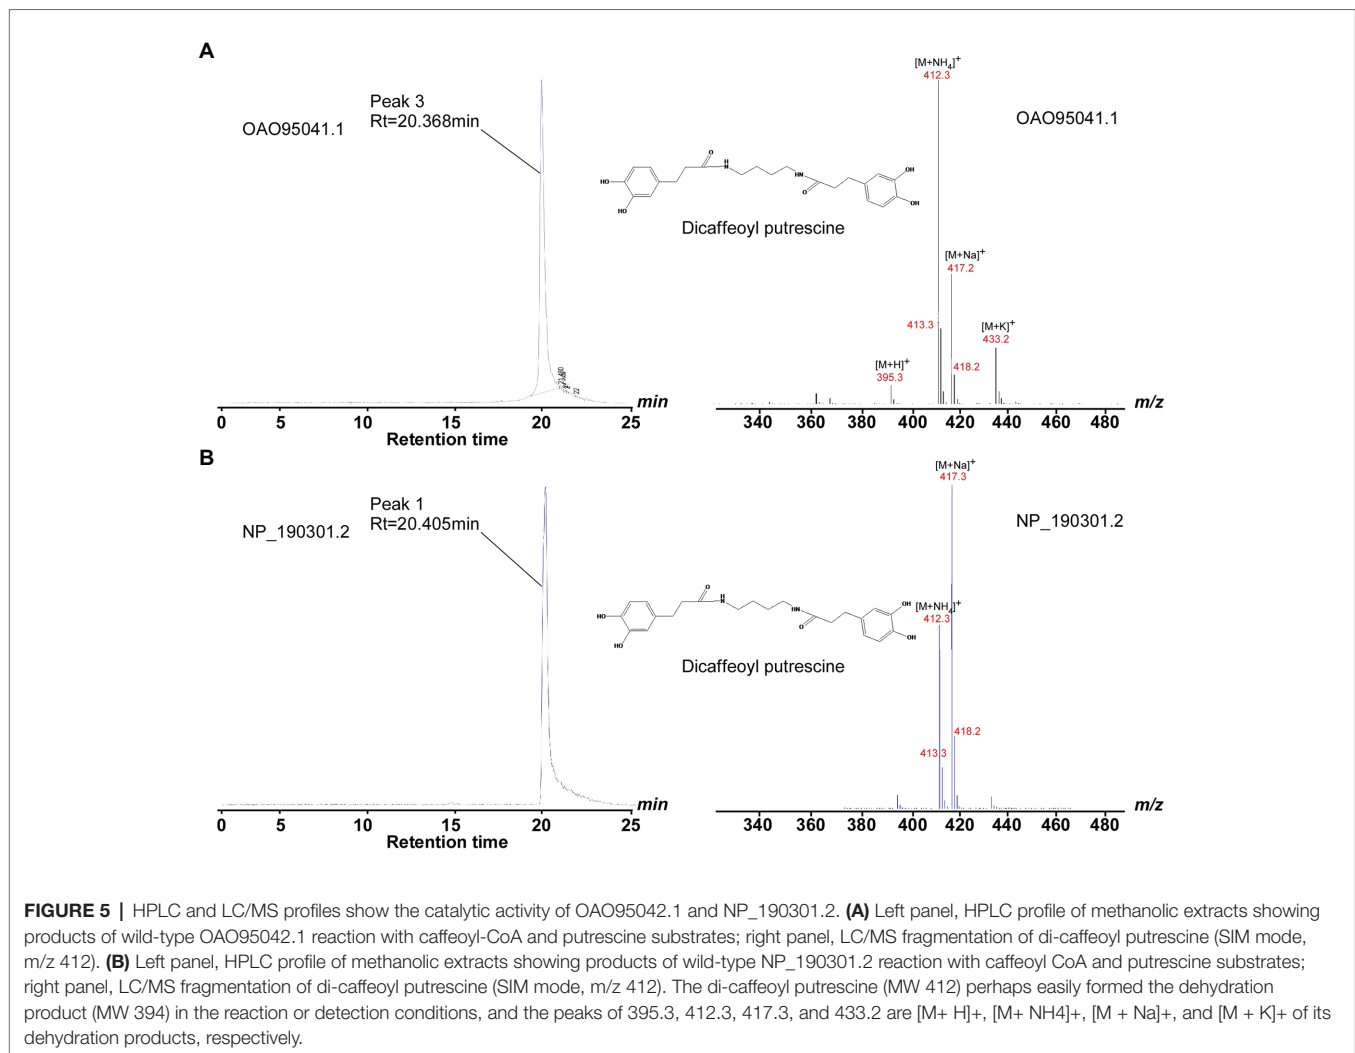 A
OAO95041.1
Peak 3
Rt=20.368min
0 5 10 15 20 25 min
Retention time
Dicaffeoyl putrescine
HO
HO
O
H
N
HN
O
OH
OH
OAO95041.1
[M+NH4]+
412.3
[M+Na]+
417.2
413.3
[M+K]+
433.2
418.2
[M+H]+
395.3
340 360 380 400 420 440 460 480 m/z
B
NP_190301.2
Peak 1
Rt=20.405min
0 5 10 15 20 25 min
Retention time
Dicaffeoyl putrescine
HO
HO
O
H
N
HN
O
OH
OH
NP_190301.2
[M+Na]+
417.3
[M+NH4]+
412.3
418.2
413.3
340 360 380 400 420 440 460 480 m/z
FIGURE 5 | HPLC and LC/MS profiles show the catalytic activity of OAO95042.1 and NP_190301.2. (A) Left panel, HPLC profile of methanolic extracts showing
products of wild-type OAO95042.1 reaction with caffeoyl-CoA and putrescine substrates; right panel, LC/MS fragmentation of di-caffeoyl putrescine (SIM mode,
m/z 412). (B) Left panel, HPLC profile of methanolic extracts showing products of wild-type NP_190301.2 reaction with caffeoyl CoA and putrescine substrates;
right panel, LC/MS fragmentation of di-caffeoyl putrescine (SIM mode, m/z 412). The di-caffeoyl putrescine (MW 412) perhaps easily formed the dehydration
product (MW 394) in the reaction or detection conditions, and the peaks of 395.3, 412.3, 417.3, and 433.2 are [M+ H]+, [M+ NH4]+, [M + Na]+, and [M + K]+ of its
dehydration products, respectively.